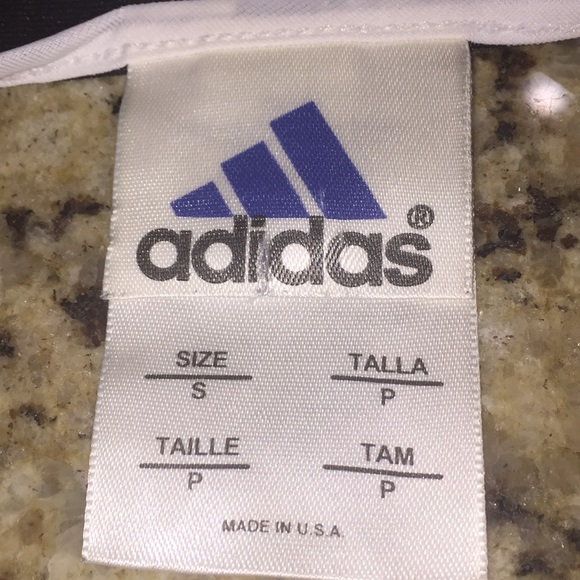 adidas®
SIZE TALLA
S P
TAILLE TAM
P P
MADE IN U.S.A.